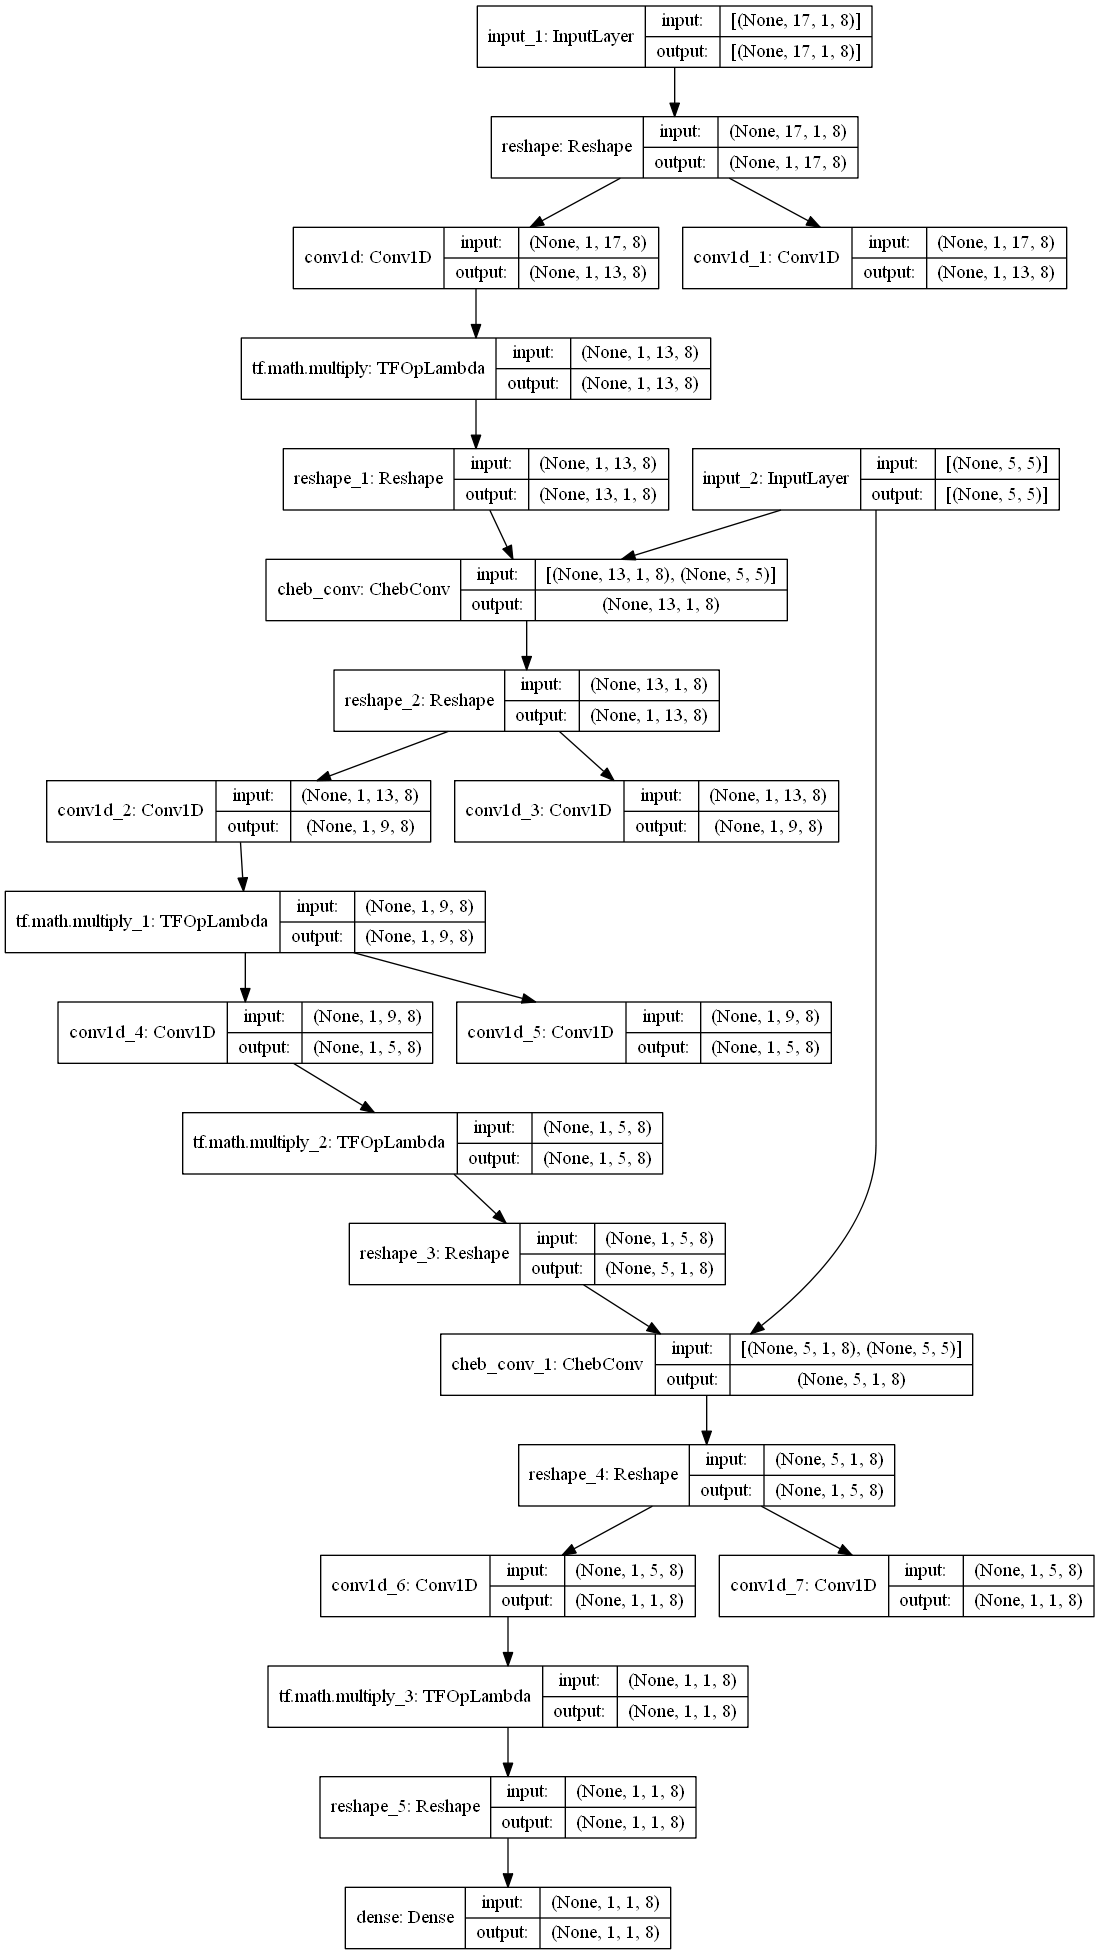 input_1: InputLayer
input: [(None, 17, 1, 8)]
output: [(None, 17, 1, 8)]
reshape: Reshape
input: (None, 17, 1, 8)
output: (None, 1, 17, 8)
conv1d: Conv1D
input: (None, 1, 17, 8)
output: (None, 1, 13, 8)
conv1d_1: Conv1D
input: (None, 1, 17, 8)
output: (None, 1, 13, 8)
tf.math.multiply: TFOpLambda
input: (None, 1, 13, 8)
output: (None, 1, 13, 8)
reshape_1: Reshape
input: (None, 1, 13, 8)
output: (None, 13, 1, 8)
input_2: InputLayer
input: [(None, 5, 5)]
output: [(None, 5, 5)]
cheb_conv: ChebConv
input: [(None, 13, 1, 8), (None, 5, 5)]
output: (None, 13, 1, 8)
reshape_2: Reshape
input: (None, 13, 1, 8)
output: (None, 1, 13, 8)
conv1d_2: Conv1D
input: (None, 1, 13, 8)
output: (None, 1, 9, 8)
conv1d_3: Conv1D
input: (None, 1, 13, 8)
output: (None, 1, 9, 8)
tf.math.multiply_1: TFOpLambda
input: (None, 1, 9, 8)
output: (None, 1, 9, 8)
conv1d_4: Conv1D
input: (None, 1, 9, 8)
output: (None, 1, 5, 8)
conv1d_5: Conv1D
input: (None, 1, 9, 8)
output: (None, 1, 5, 8)
tf.math.multiply_2: TFOpLambda
input: (None, 1, 5, 8)
output: (None, 1, 5, 8)
reshape_3: Reshape
input: (None, 1, 5, 8)
output: (None, 5, 1, 8)
cheb_conv_1: ChebConv
input: [(None, 5, 1, 8), (None, 5, 5)]
output: (None, 5, 1, 8)
reshape_4: Reshape
input: (None, 5, 1, 8)
output: (None, 1, 5, 8)
conv1d_6: Conv1D
input: (None, 1, 5, 8)
output: (None, 1, 1, 8)
conv1d_7: Conv1D
input: (None, 1, 5, 8)
output: (None, 1, 1, 8)
tf.math.multiply_3: TFOpLambda
input: (None, 1, 1, 8)
output: (None, 1, 1, 8)
reshape_5: Reshape
input: (None, 1, 1, 8)
output: (None, 1, 1, 8)
dense: Dense
input: (None, 1, 1, 8)
output: (None, 1, 1, 8)